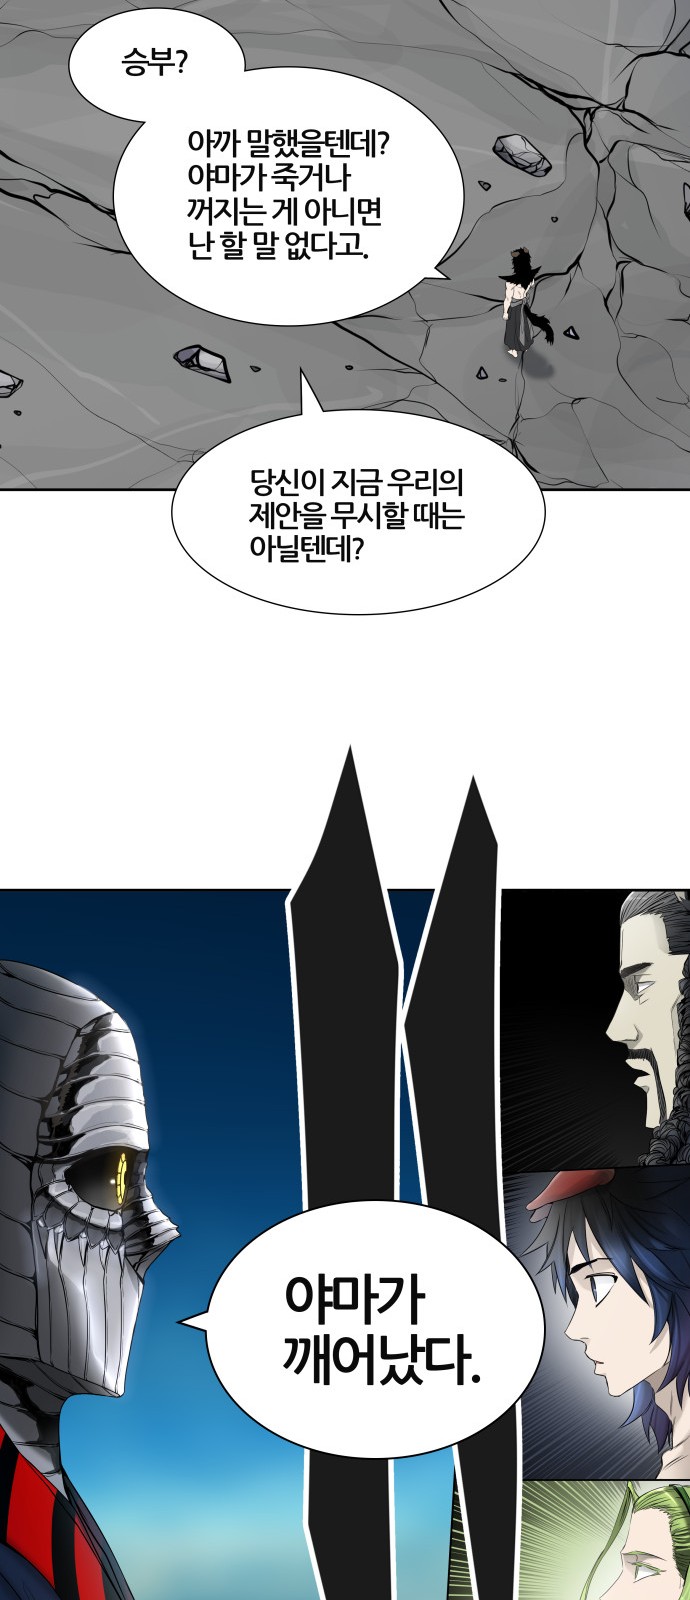 승부?
아까 말했을텐데?
야마가 죽거나
꺼지는 게 아니면
난 할 말 없다고.
당신이 지금 우리의
제안을 무시할 때는
아닐텐데?
야마가
깨어났다.